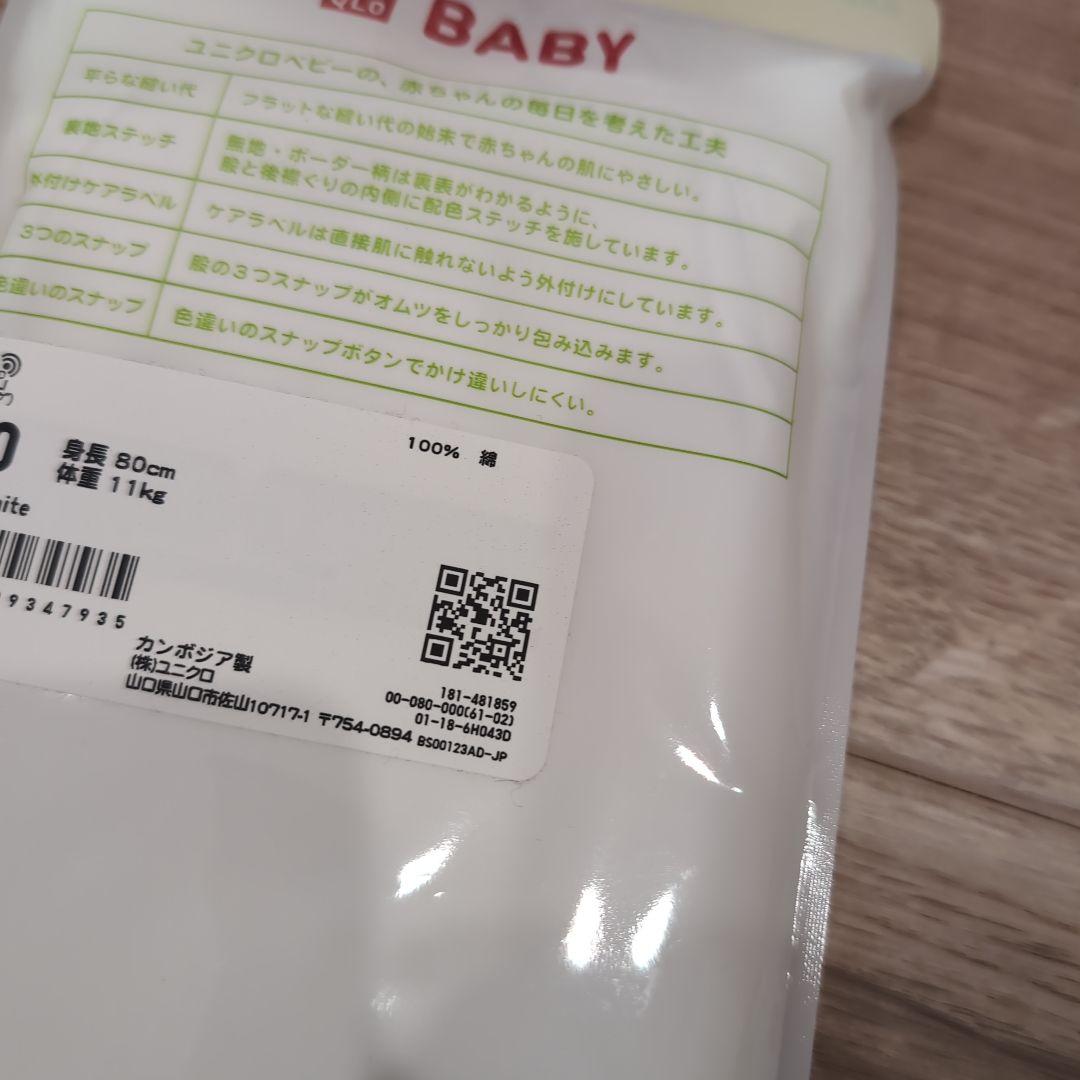 QLO
BABY
ユニクロベビーの、赤ちゃんの毎日を考えた工夫
平らな縫い代
フラットな縫い代の始末で赤ちゃんの肌にやさしい。
裏地ステッチ
無地・ボーダー柄は裏表がわかるように、
股と後襟ぐりの内側に配色ステッチを施しています。
外付けケアラベル
ケアラベルは直接肌に触れないよう外付けにしています。
3つのスナップ
股の3つスナップがオムツをしっかり包み込みます。
色違いのスナップ
色違いのスナップボタンでかけ違いしにくい。
0
身長 80cm
体重 11kg
100% 綿
ite
9347935
カンボジア製
(株)ユニクロ
山口県山口市佐山10717-1 〒754-0894
181-481859
00-080-000(61-02)
01-18-6H043D
BS00123AD-JP